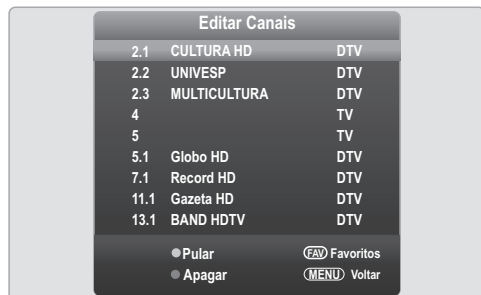 Editar Canais
2.1 CULTURA HD DTV
2.2 UNIVESP DTV
2.3 MULTICULTURA DTV
4 TV
5 TV
5.1 Globo HD DTV
7.1 Record HD DTV
11.1 Gazeta HD DTV
13.1 BAND HDTV DTV
Pular FAV Favoritos
Apagar MENU Voltar